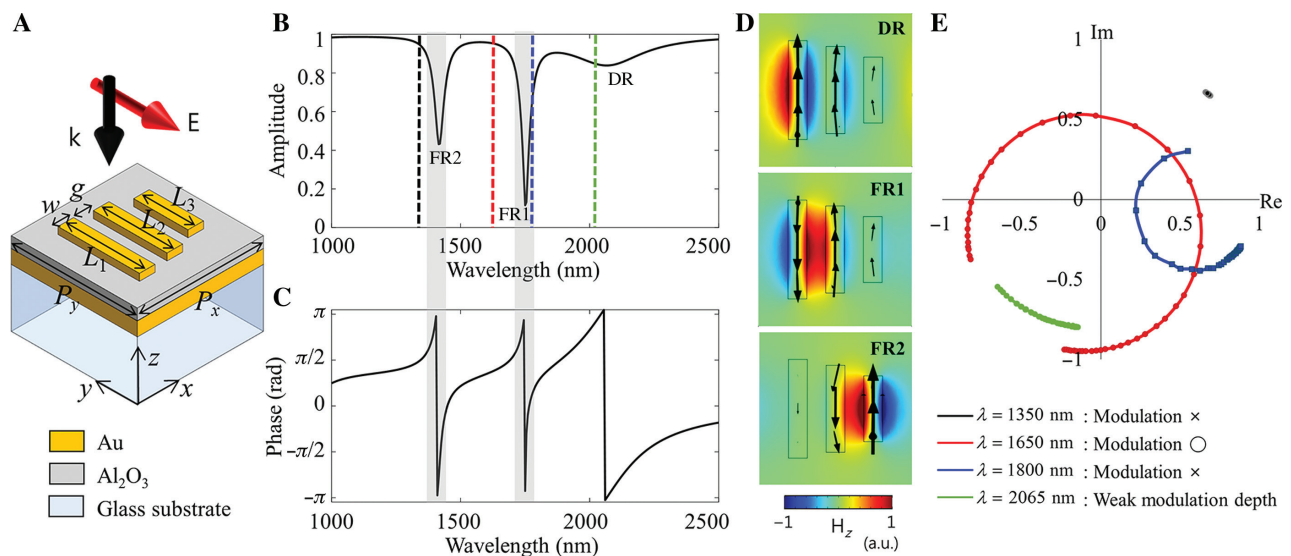 A
k
E
w
g
L1
L2
L3
Py
Px
z
y
x
Au
Al2O3
Glass substrate
B
Amplitude
1
0.8
0.6
0.4
0.2
0
FR2
FR1
DR
1000
1500
2000
2500
Wavelength (nm)
C
Phase (rad)
π
π/2
0
−π/2
−π
1000
1500
2000
2500
Wavelength (nm)
D
DR
FR1
FR2
−1
1
Hz
(a.u.)
E
Im
1
0.5
−1
−0.5
0
0.5
1
Re
−0.5
−1
λ = 1350 nm : Modulation ×
λ = 1650 nm : Modulation ○
λ = 1800 nm : Modulation ×
λ = 2065 nm : Weak modulation depth